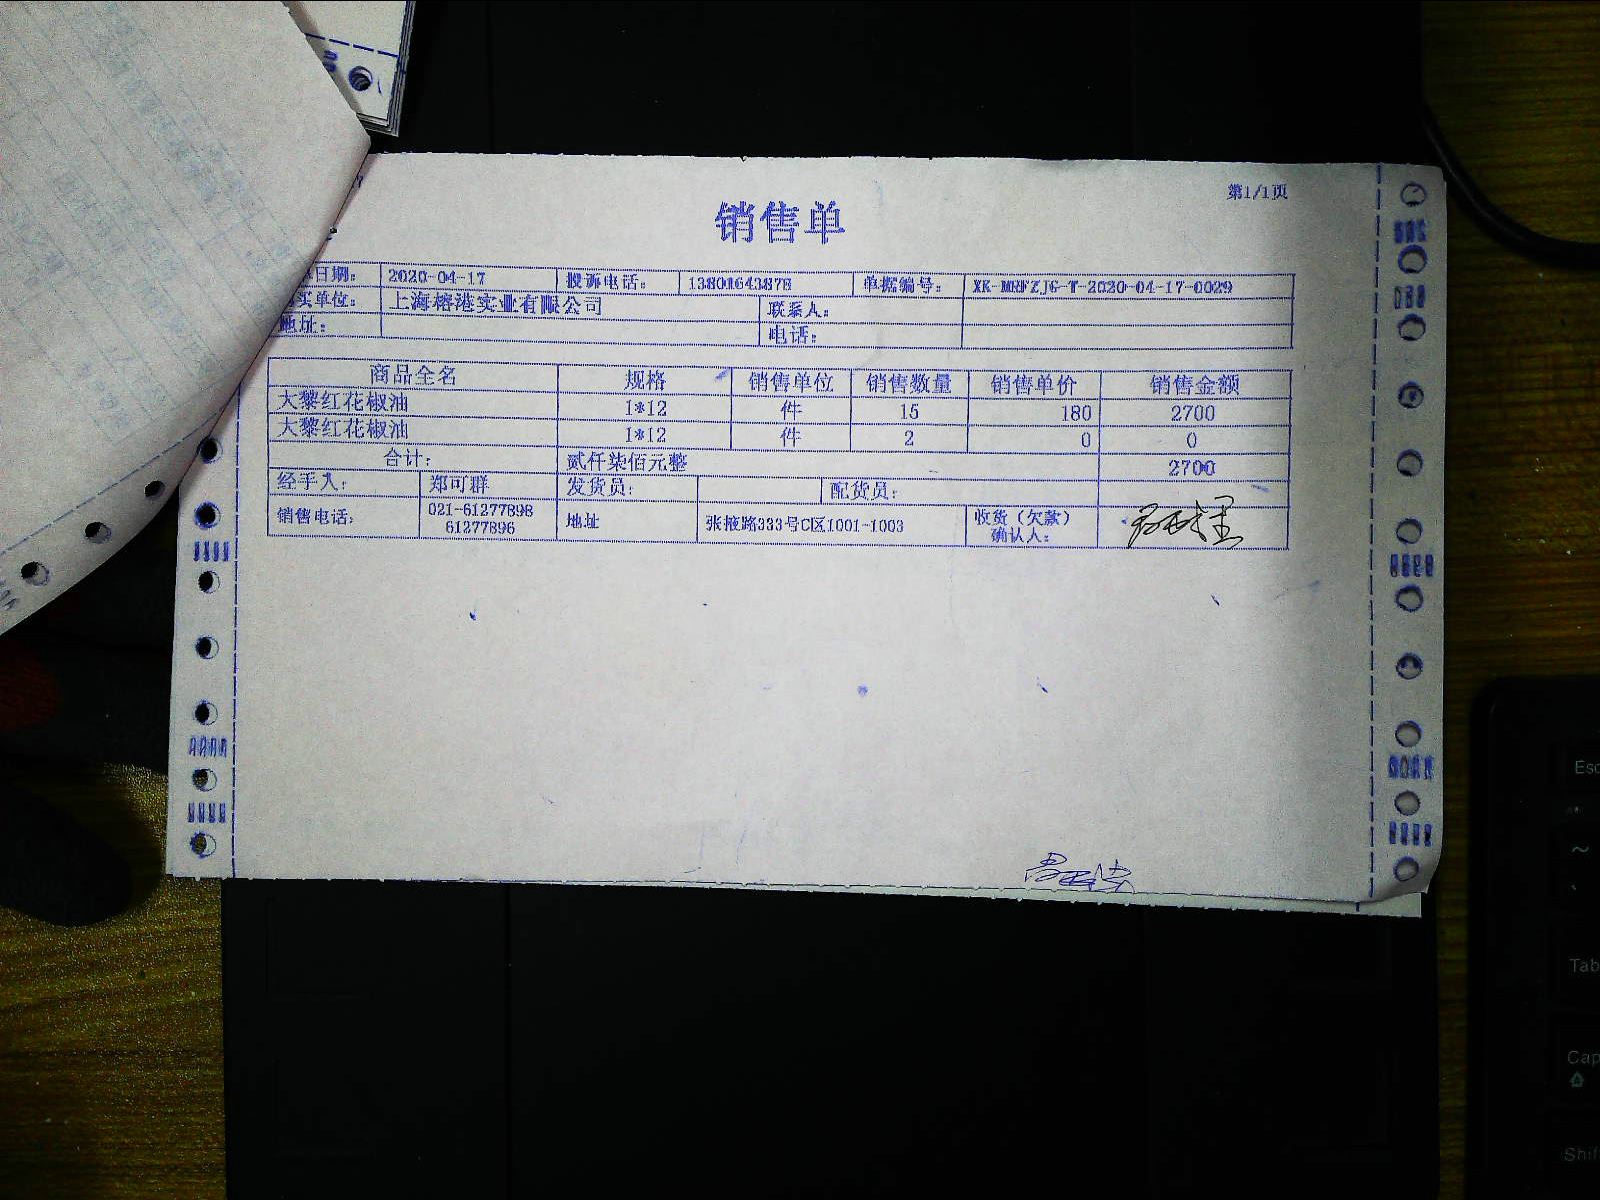 第1/1页
销售单
日期: 2020-04-17 投诉电话: 13801643878 单据编号: XK-MRFZJG-T-2020-04-17-0029
买单位: 上海榕港实业有限公司 联系人:
地址: 电话:
商品全名 规格 销售单位 销售数量 销售单价 销售金额
大黎红花椒油 1*12 件 15 180 2700
大黎红花椒油 1*12 件 2 0 0
合计: 贰仟柒佰元整 2700
经手人: 郑可群 发货员: 配货员:
销售电话: 021-61277898 61277896 地址 张掖路333号C区1001-1003 收货（欠款）确认人:
Esc
~
Tab
Cap
Shif